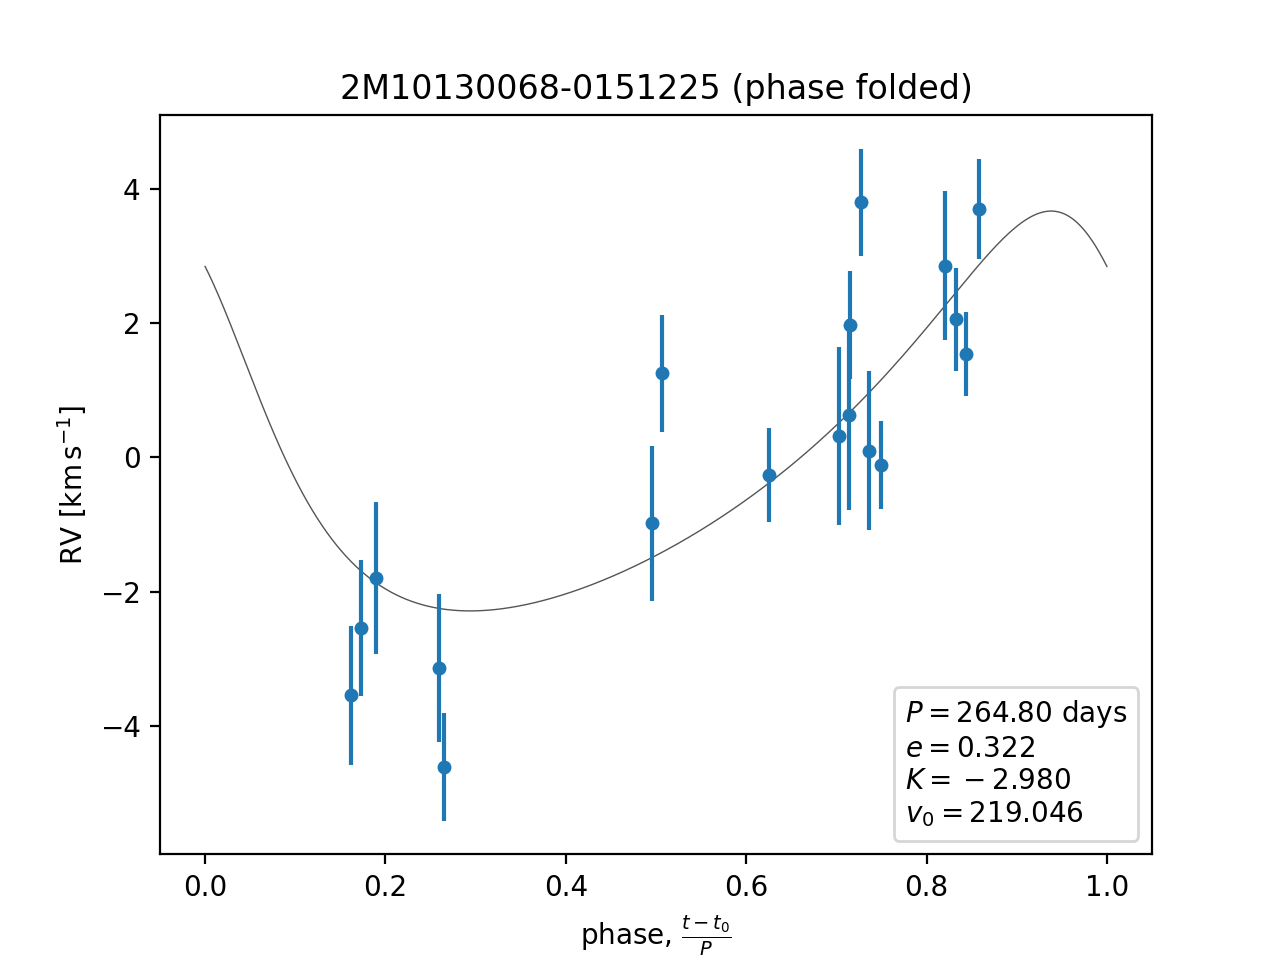 2M10130068-0151225 (phase folded)
RV [km s⁻¹]
4
2
0
−2
−4
P = 264.80 days
e = 0.322
K = −2.980
v₀ = 219.046
0.0 0.2 0.4 0.6 0.8 1.0
phase, (t − t₀)/P